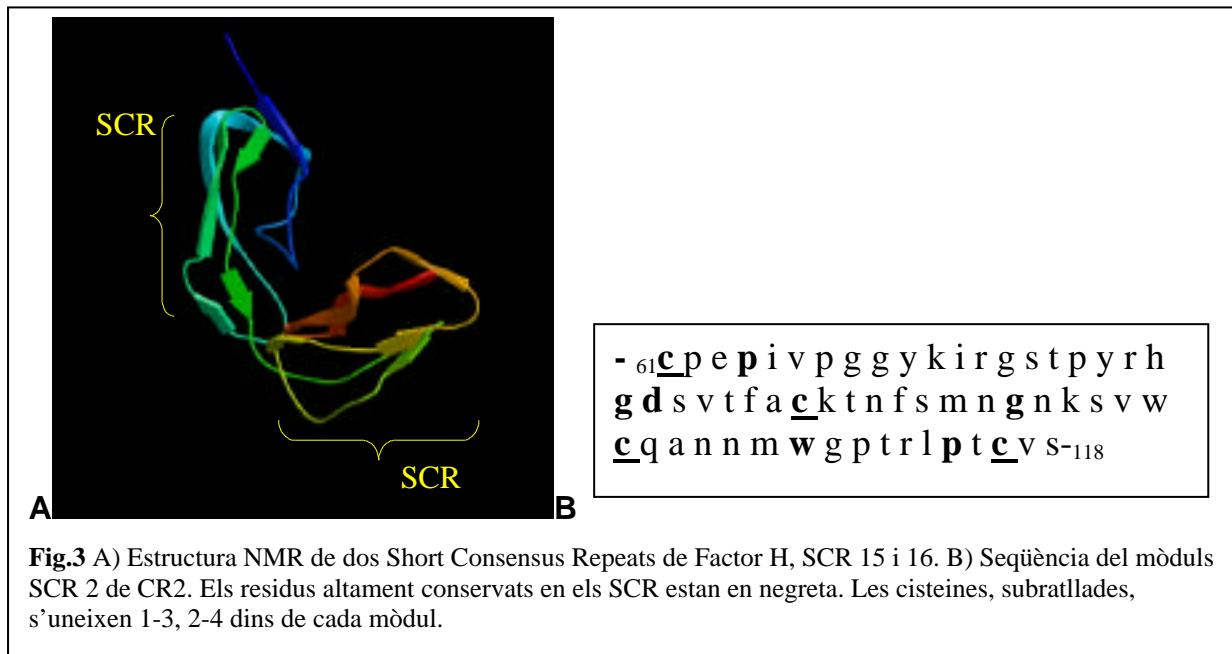 SCR
SCR
A
B
- 61c p e p i v p g g y k i r g s t p y r h
g d s v t f a c k t n f s m n g n k s v w
c q a n n m w g p t r l p t c v s-118
Fig.3 A) Estructura NMR de dos Short Consensus Repeats de Factor H, SCR 15 i 16. B) Seqüència del mòduls
SCR 2 de CR2. Els residus altament conservats en els SCR estan en negreta. Les cisteines, subratllades,
s'uneixen 1-3, 2-4 dins de cada mòdul.